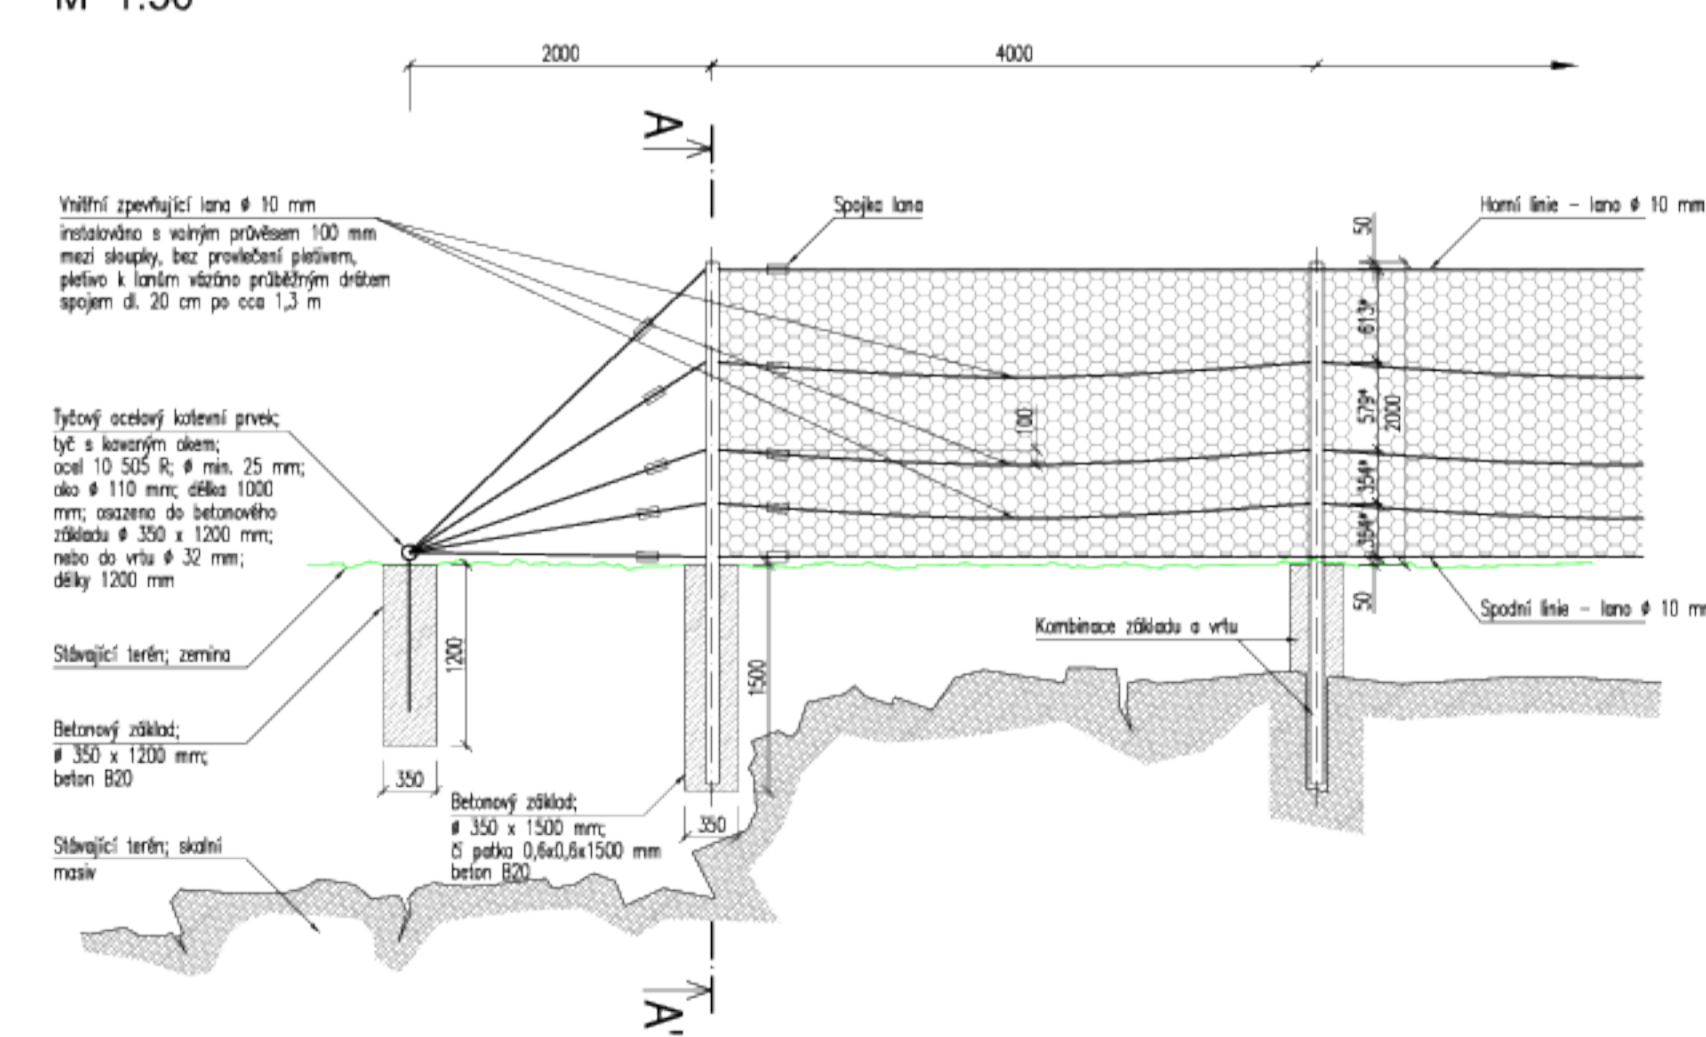 M 1:50
2000
4000
A
Vnitřní zpevňující lana ø 10 mm
instalováno s volným průvěsem 100 mm
mezi sloupky, bez provlečení pletivem,
pletivo k lanům vázáno průběžným drátem
spojem dl. 20 cm po cca 1,3 m
Spojka lana
Horní linie - lano ø 10 mm
50
613*
579*
2000
354*
354*
50
100
Tyčový ocelový kotevní prvek;
tyč s kovaným okem;
ocel 10 505 R; ø min. 25 mm;
oko ø 110 mm; délka 1000
mm; osazeno do betonového
základu ø 350 x 1200 mm;
nebo do vrtu ø 32 mm;
délky 1200 mm
Spodní linie - lano ø 10 mm
Kombinace základu a vrtu
Stávající terén; zemina
1200
1500
Betonový základ;
ø 350 x 1200 mm;
beton B20
350
Betonový základ;
ø 350 x 1500 mm;
či patka 0,6x0,6x1500 mm
beton B20
350
Stávající terén; skalní
masiv
A'